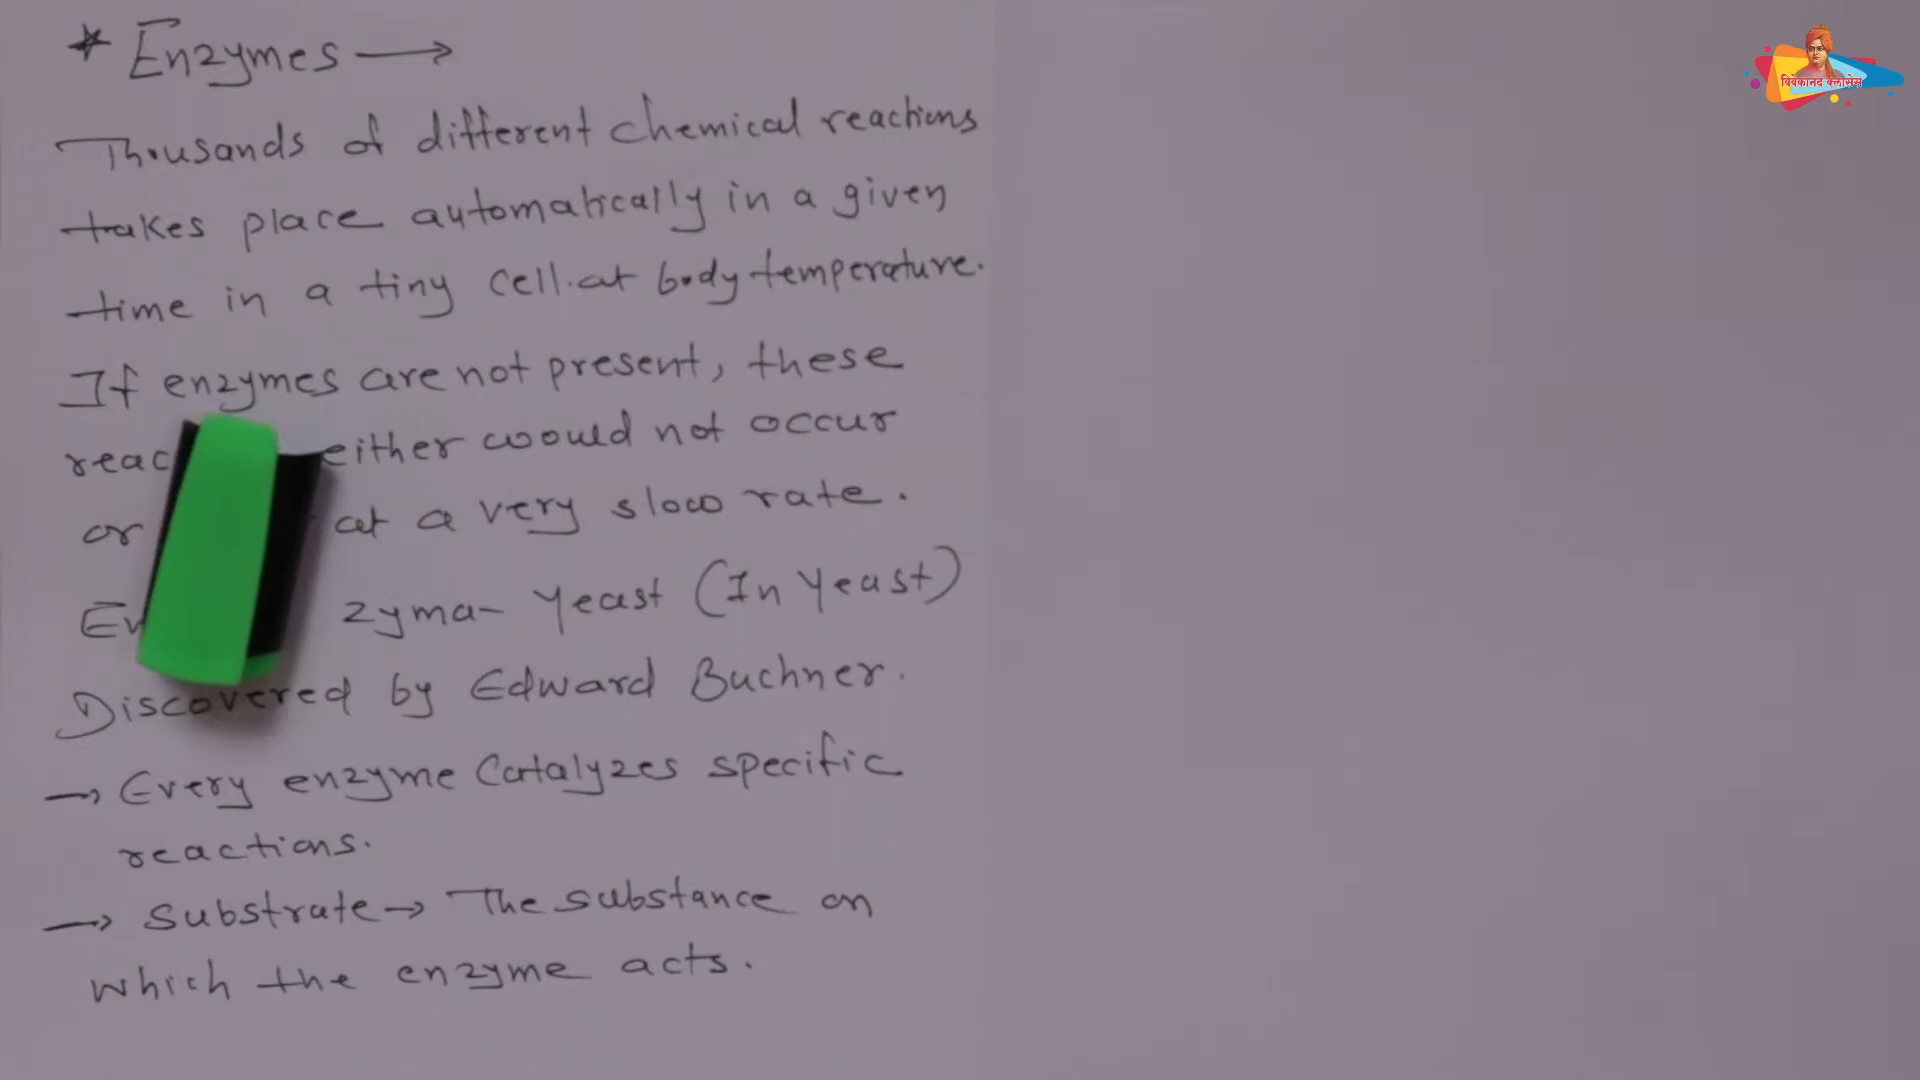 * Enzymes →
Thousands of different chemical reactions
takes place automatically in a given
time in a tiny cell. at body temperature.
If enzymes are not present, these
reac either would not occur
or at a very slow rate.
zyma- Yeast (In Yeast)
Discovered by Edward Buchner.
→ Every enzyme Catalyzes specific
reactions.
→ Substrate → The substance on
which the enzyme acts.
विवेकानंद क्लासेस